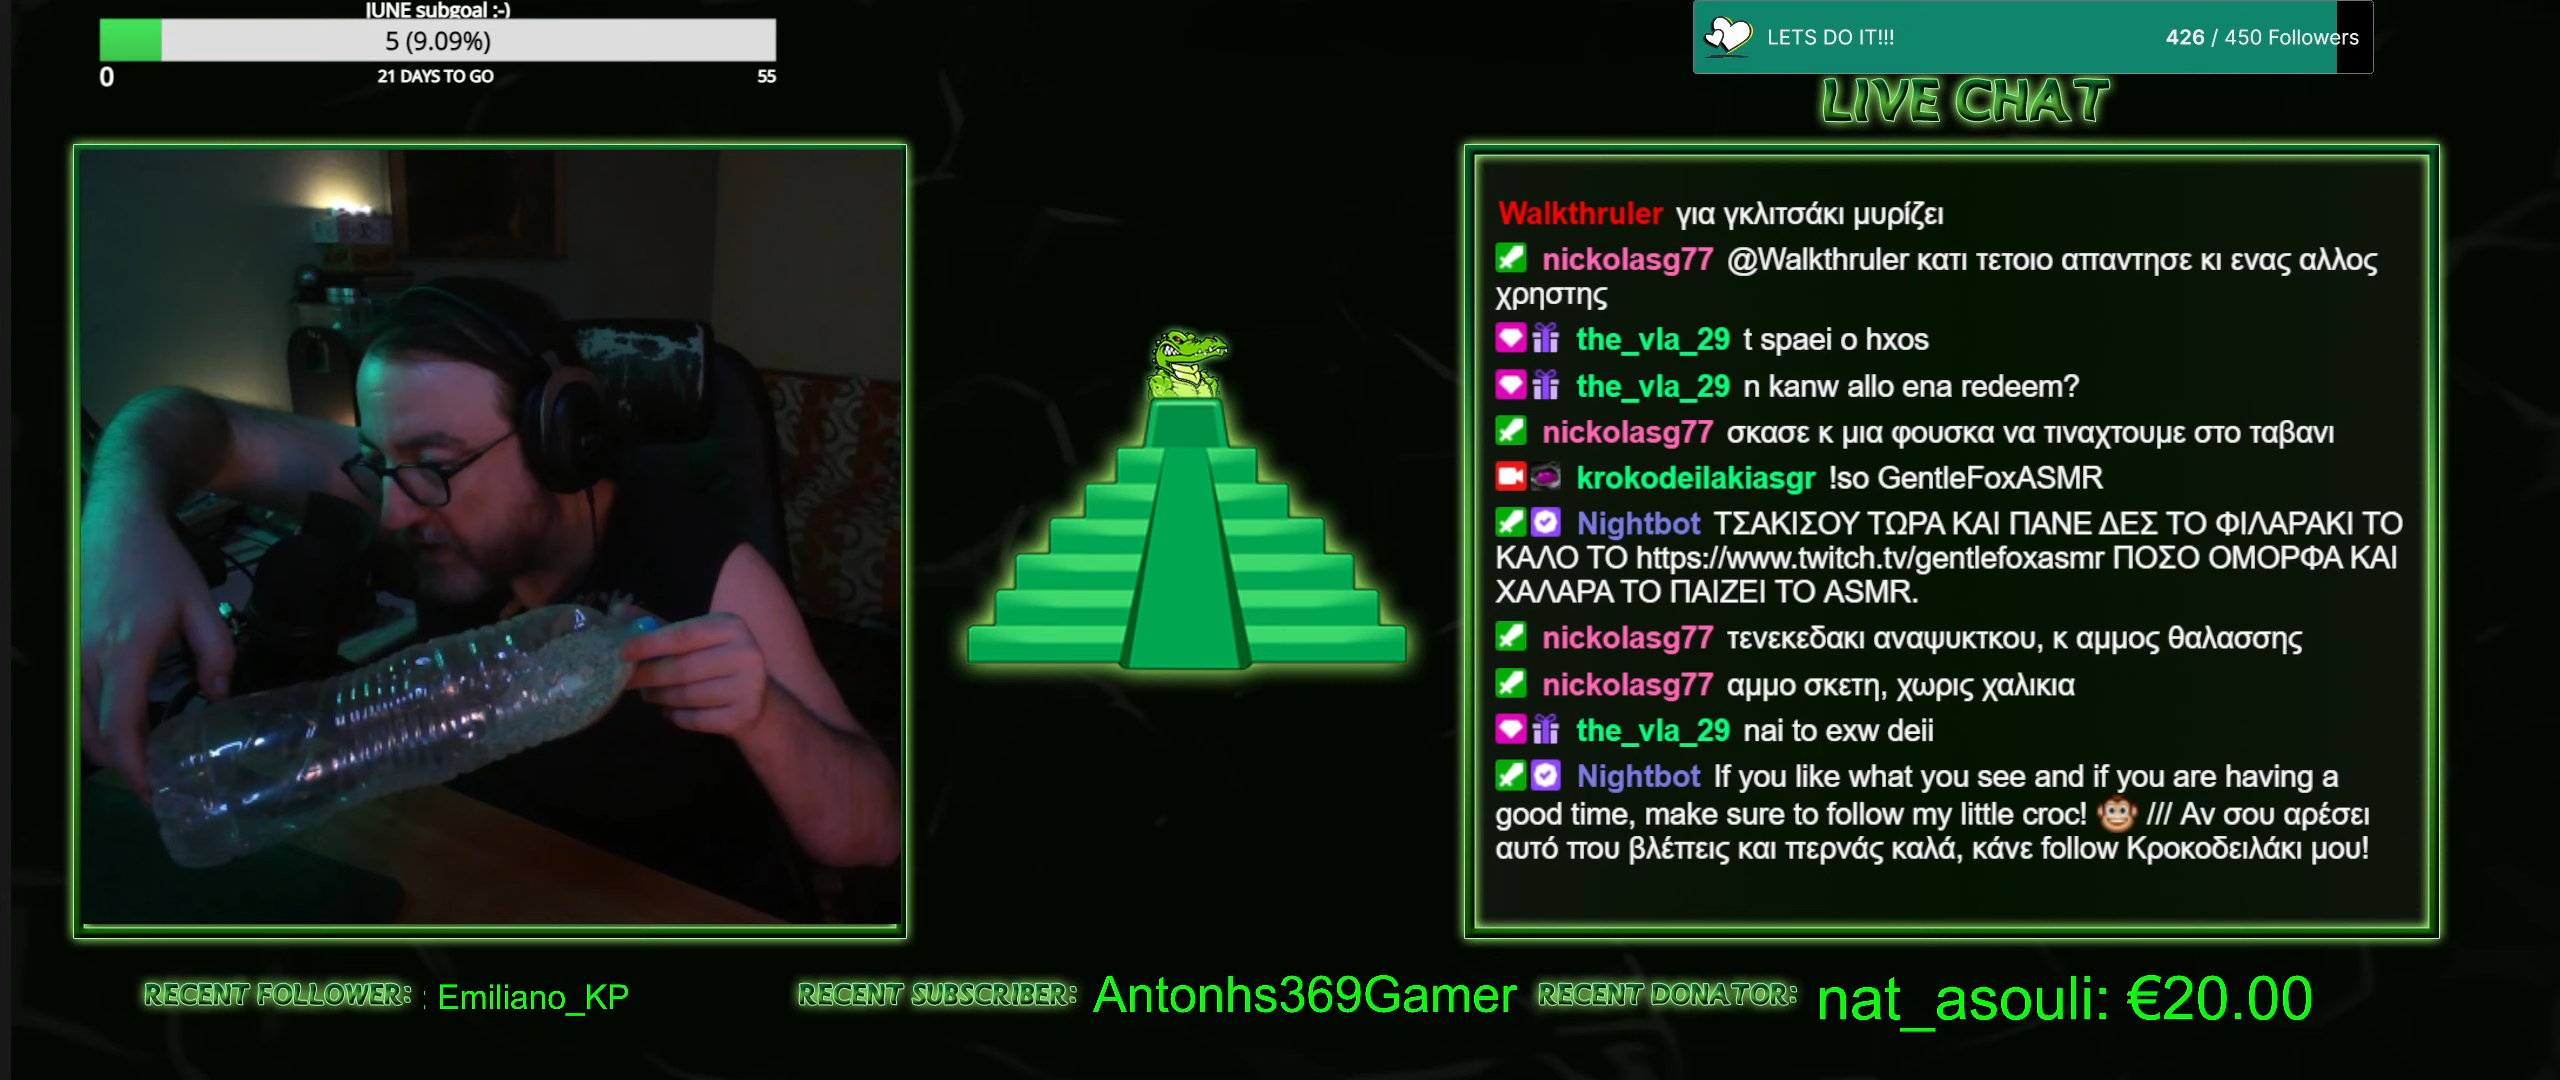 JUNE subgoal :-)
5 (9.09%)
0
21 DAYS TO GO
55
LETS DO IT!!!
426 / 450 Followers
LIVE CHAT
Walkthruler για γκλιτσάκι μυρίζει
nickolasg77 @Walkthruler κατι τετοιο απαντησε κι ενας αλλος
χρηστης
the_vla_29 t spaei o hxos
the_vla_29 n kanw allo ena redeem?
nickolasg77 σκασε κ μια φουσκα να τιναχτουμε στο ταβανι
krokodeilakiasgr !so GentleFoxASMR
Nightbot ΤΣΑΚΙΣΟΥ ΤΩΡΑ ΚΑΙ ΠΑΝΕ ΔΕΣ ΤΟ ΦΙΛΑΡΑΚΙ ΤΟ
ΚΑΛΟ ΤΟ https://www.twitch.tv/gentlefoxasmr ΠΟΣΟ ΟΜΟΡΦΑ ΚΑΙ
ΧΑΛΑΡΑ ΤΟ ΠΑΙΖΕΙ ΤΟ ASMR.
nickolasg77 τενεκεδακι αναψυκτκου, κ αμμος θαλασσης
nickolasg77 αμμο σκετη, χωρις χαλικια
the_vla_29 nai to exw deii
Nightbot If you like what you see and if you are having a
good time, make sure to follow my little croc! 🐵 /// Αν σου αρέσει
αυτό που βλέπεις και περνάς καλά, κάνε follow Κροκοδειλάκι μου!
RECENT FOLLOWER: : Emiliano_KP
RECENT SUBSCRIBER: Antonhs369Gamer
RECENT DONATOR: nat_asouli: €20.00